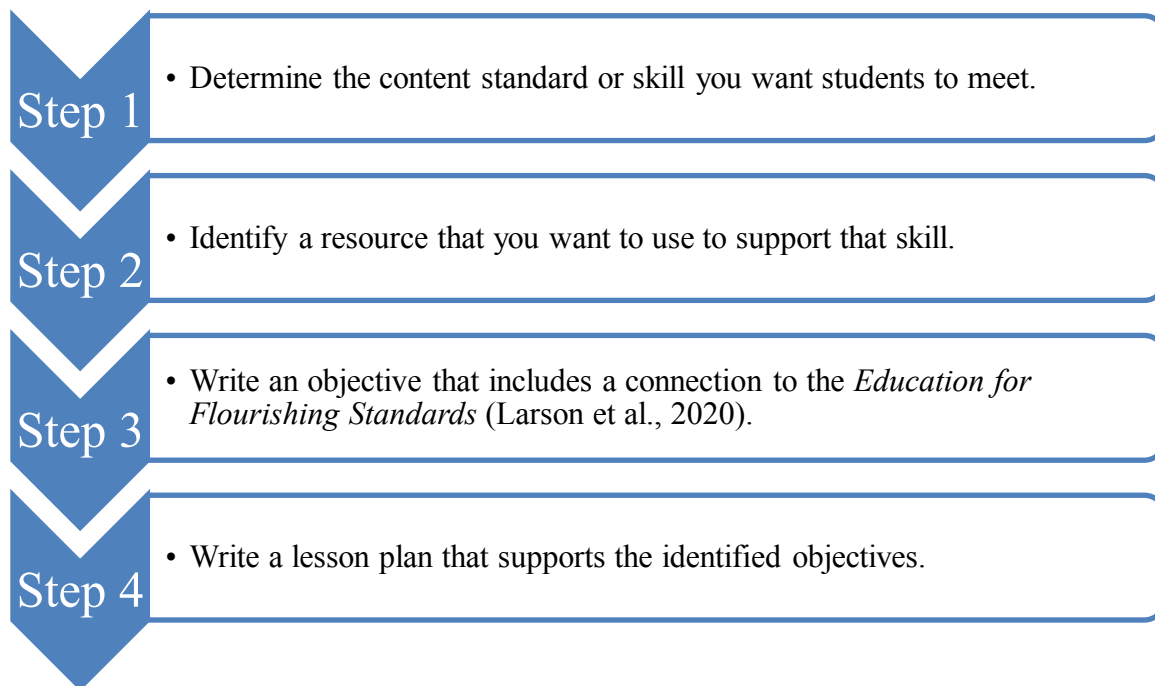 Step 1
• Determine the content standard or skill you want students to meet.
Step 2
• Identify a resource that you want to use to support that skill.
Step 3
• Write an objective that includes a connection to the Education for
Flourishing Standards (Larson et al., 2020).
Step 4
• Write a lesson plan that supports the identified objectives.